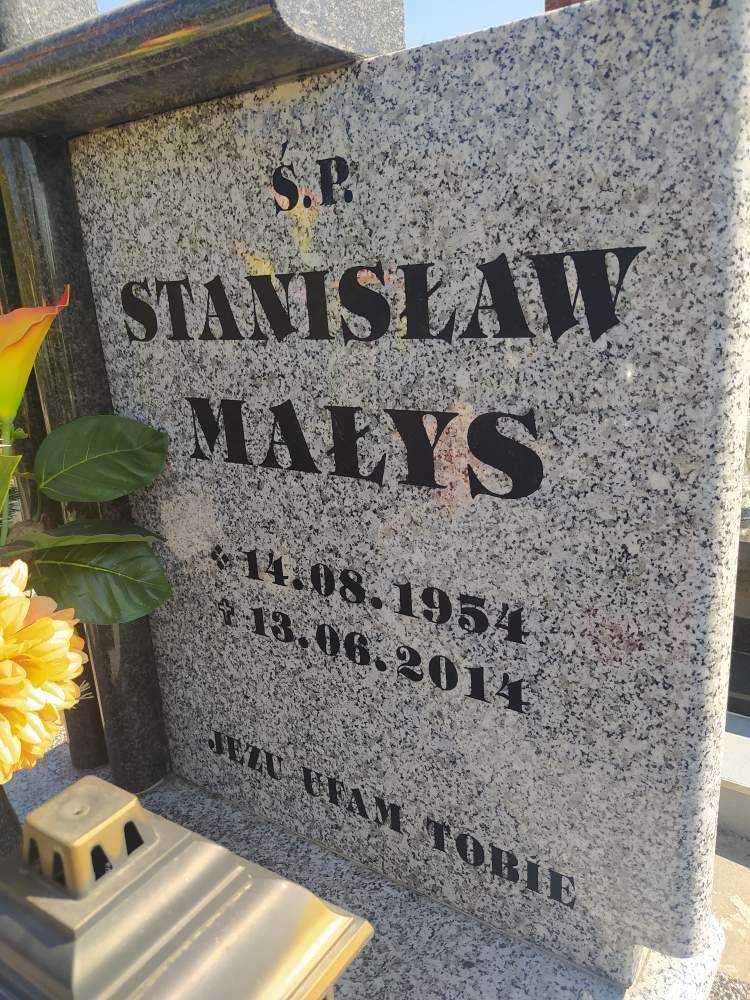 Ś.P.
STANISŁAW
MAŁYS
* 14.08.1954
✝ 13.06.2014
JEZU UFAM TOBIE